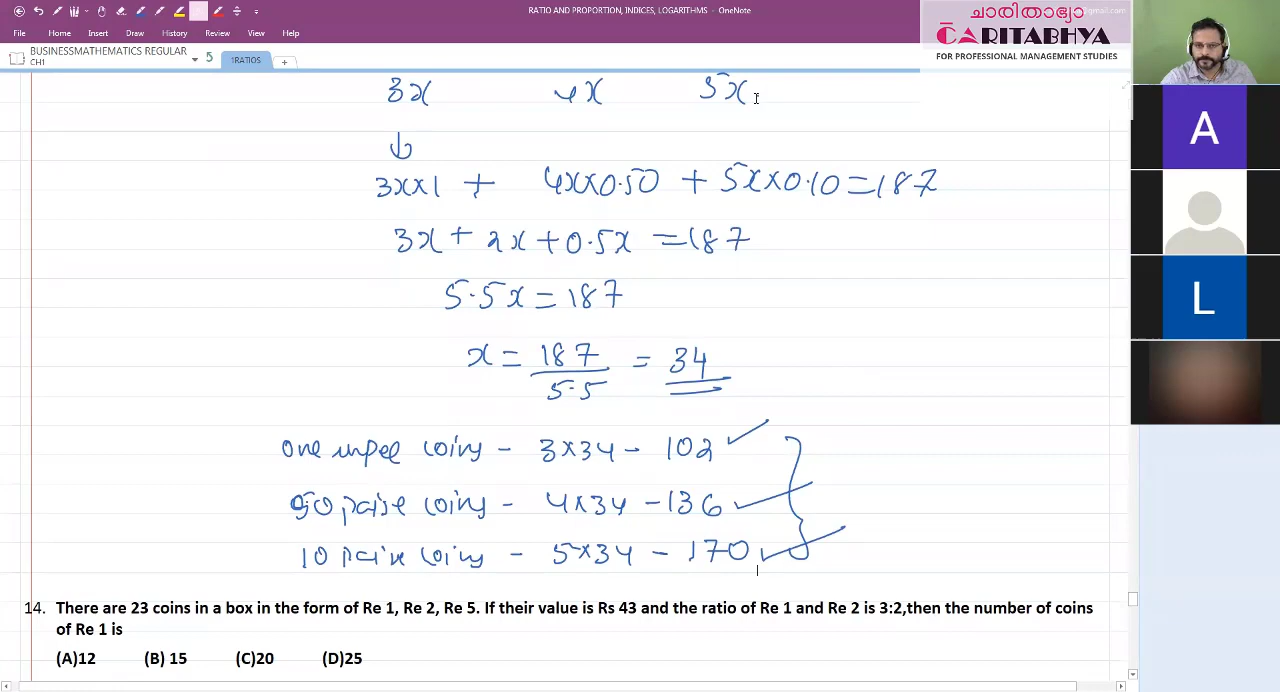 RATIO AND PROPORTION, INDICES, LOGARITHMS - OneNote
File Home Insert Draw History Review View Help
BUSINESSMATHEMATICS REGULAR
CH1
5
1RATIOS
ചാരിതാഭ്യാ
CARITABHYA
FOR PROFESSIONAL MANAGEMENT STUDIES
@gmail.com
3x 4x 5x
↓
3x×1 + 4x×0.50 + 5x×0.10 = 187
3x + 2x + 0.5x = 187
5.5x = 187
x = 187/5.5 = 34
one rupee coins - 3×34 - 102 ✓
50 paise coins - 4×34 - 136 ✓
10 paise coins - 5×34 - 170 ✓
14. There are 23 coins in a box in the form of Re 1, Re 2, Re 5. If their value is Rs 43 and the ratio of Re 1 and Re 2 is 3:2,then the number of coins
of Re 1 is
(A)12 (B) 15 (C)20 (D)25
A
L